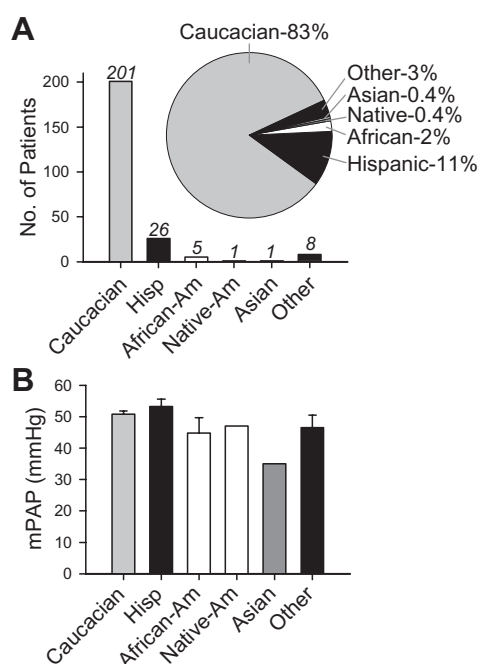 A
Caucacian-83%
Other-3%
Asian-0.4%
Native-0.4%
African-2%
Hispanic-11%
No. of Patients
200
150
100
50
0
201
26
5
1
1
8
Caucacian
Hisp
African-Am
Native-Am
Asian
Other
B
mPAP (mmHg)
60
50
40
30
20
10
0
Caucacian
Hisp
African-Am
Native-Am
Asian
Other